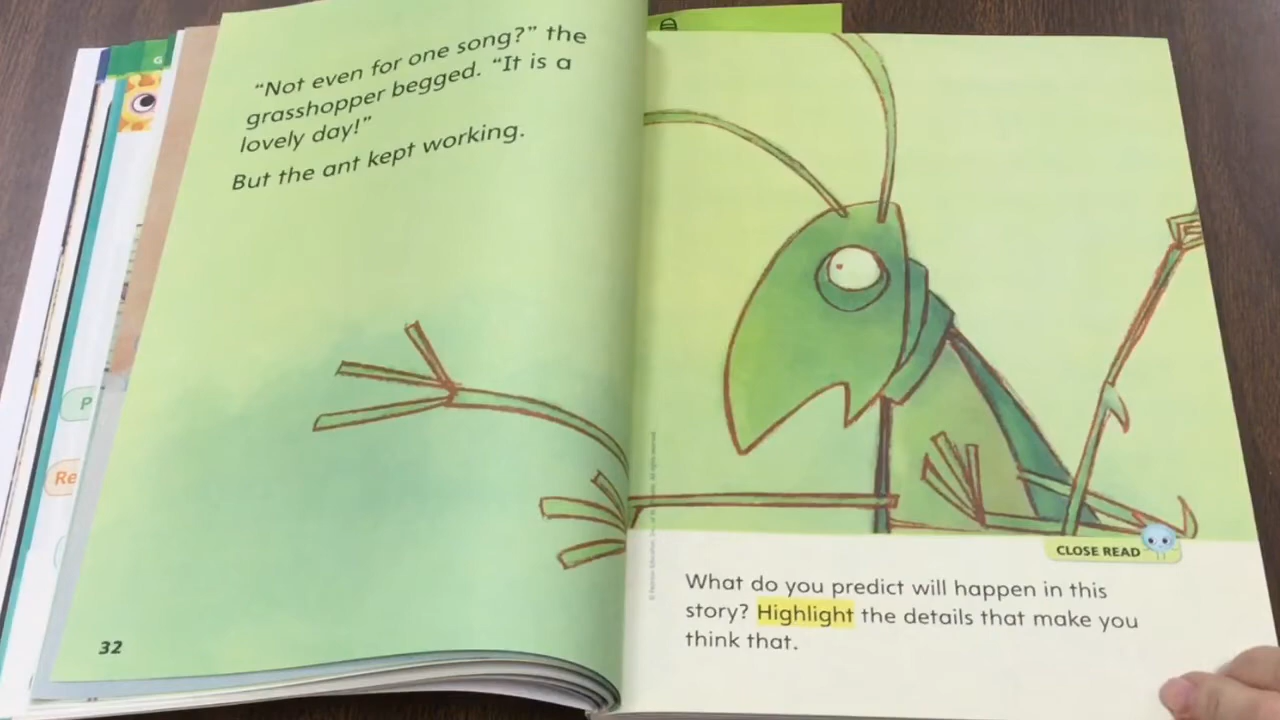 “Not even for one song?” the
grasshopper begged. “It is a
lovely day!”
But the ant kept working.
32
P
Re
CLOSE READ
What do you predict will happen in this
story? Highlight the details that make you
think that.